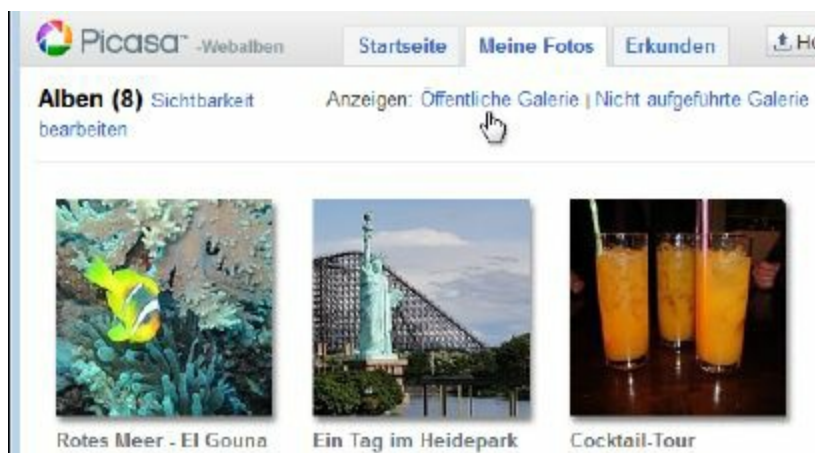 Picasa™ -Webalben
Startseite
Meine Fotos
Erkunden
Alben (8) Sichtbarkeit
bearbeiten
Anzeigen: Öffentliche Galerie | Nicht aufgeführte Galerie
Rotes Meer - El Gouna
Ein Tag im Heidepark
Cocktail-Tour